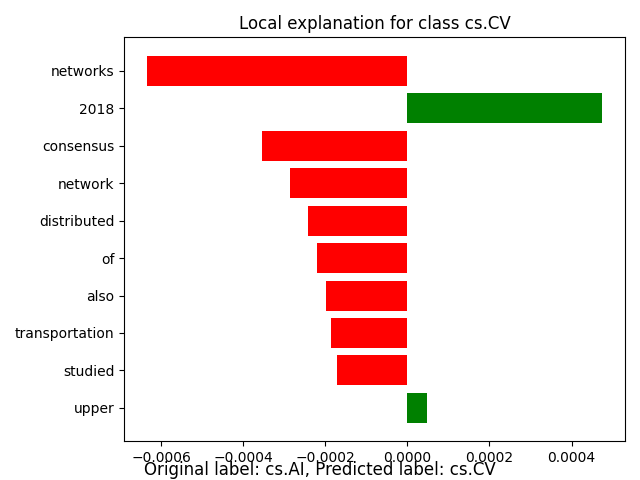 Local explanation for class cs.CV
networks
2018
consensus
network
distributed
of
also
transportation
studied
upper
−0.0006 −0.0004 −0.0002 0.0000 0.0002 0.0004
Original label: cs.AI, Predicted label: cs.CV